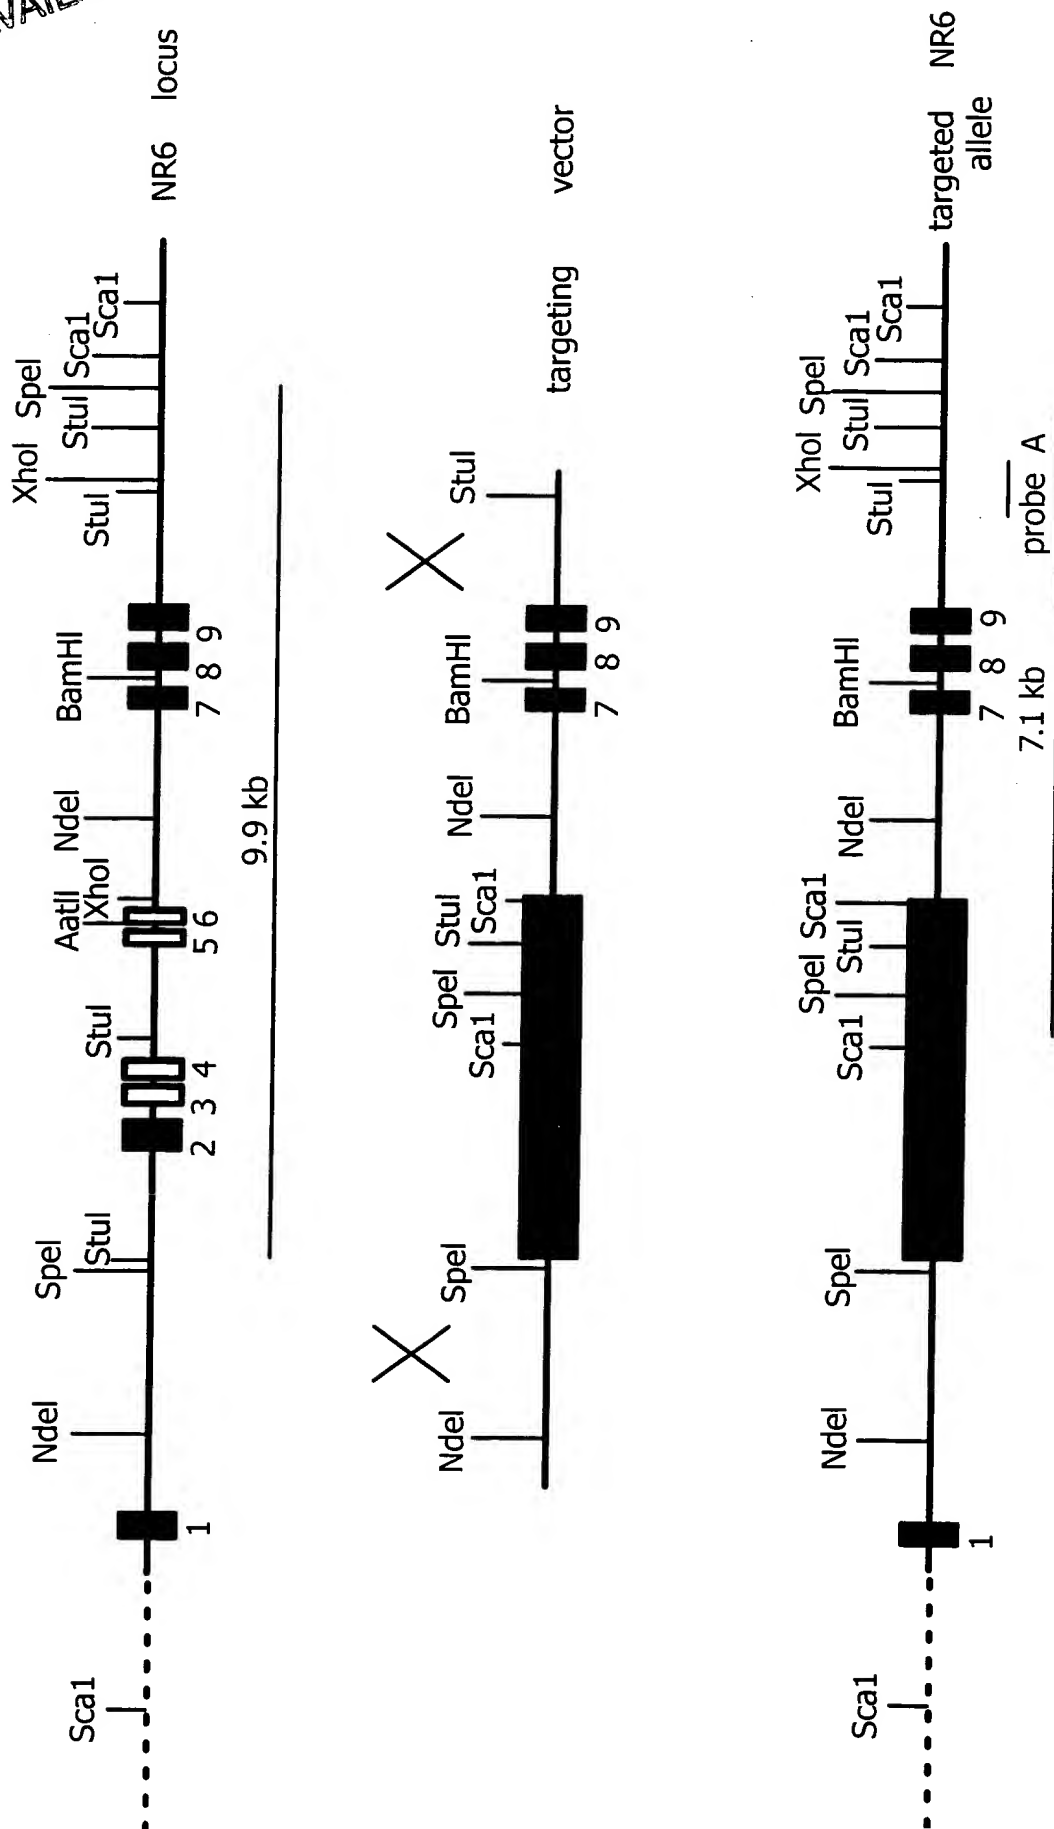 XhoI SpeI
NdeI SpeI AatII NdeI BamHI
Sca1 StuI StuI XhoI StuI StuI Sca1
Sca1
NR6 locus
1 2 3 4 5 6 7 8 9
9.9 kb
NdeI SpeI SpeI StuI NdeI BamHI StuI
Sca1 Sca1
targeting vector
7 8 9
XhoI SpeI
NdeI SpeI SpeI Sca1 NdeI BamHI
Sca1 Sca1 StuI StuI StuI Sca1
Sca1
targeted NR6
allele
1 7 8 9
7.1 kb probe A